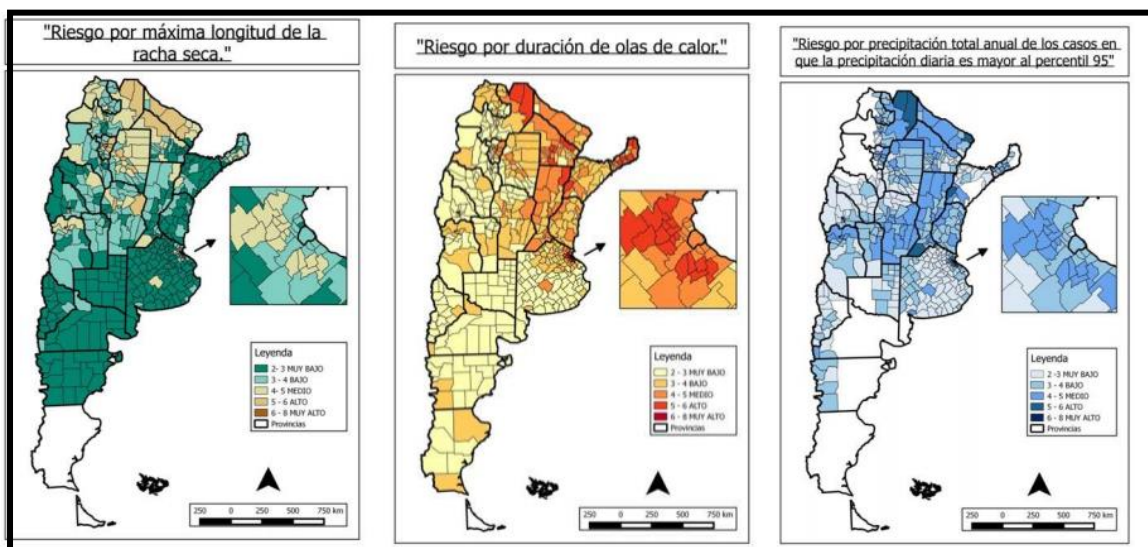 "Riesgo por máxima longitud de la
racha seca."
Leyenda
2- 3 MUY BAJO
3 - 4 BAJO
4- 5 MEDIO
5 - 6 ALTO
6 - 8 MUY ALTO
Provincias
250 0 250 500 750 km
"Riesgo por duración de olas de calor."
Leyenda
2 - 3 MUY BAJO
3 - 4 BAJO
4 - 5 MEDIO
5 - 6 ALTO
6 - 8 MUY ALTO
Provincias
250 0 250 500 750 km
"Riesgo por precipitación total anual de los casos en
que la precipitación diaria es mayor al percentil 95"
Leyenda
2 -3 MUY BAJO
3 - 4 BAJO
4 - 5 MEDIO
5 - 6 ALTO
6 - 8 MUY ALTO
Provincias
250 0 250 500 750 km